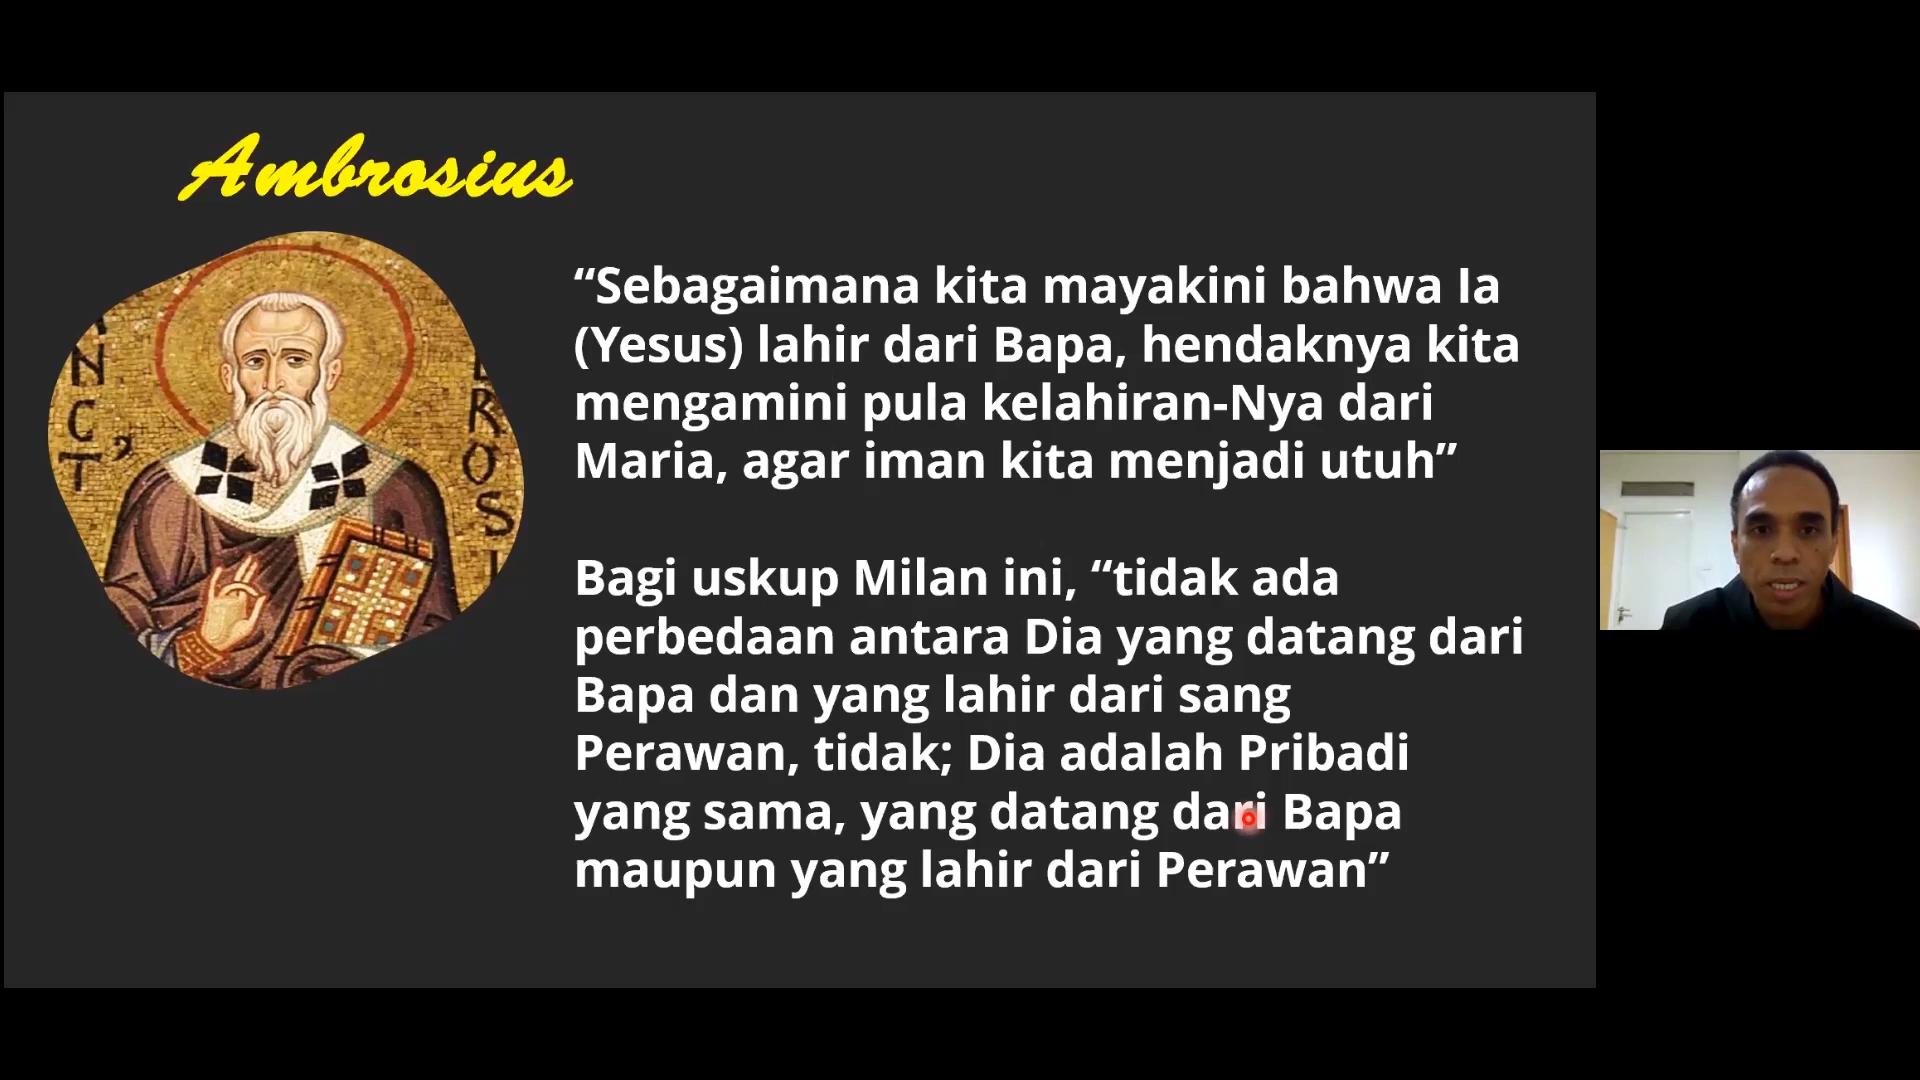 Ambrosius
“Sebagaimana kita mayakini bahwa Ia
(Yesus) lahir dari Bapa, hendaknya kita
mengamini pula kelahiran-Nya dari
Maria, agar iman kita menjadi utuh”
Bagi uskup Milan ini, “tidak ada
perbedaan antara Dia yang datang dari
Bapa dan yang lahir dari sang
Perawan, tidak; Dia adalah Pribadi
yang sama, yang datang dari Bapa
maupun yang lahir dari Perawan”
N
C
T
R
O
S